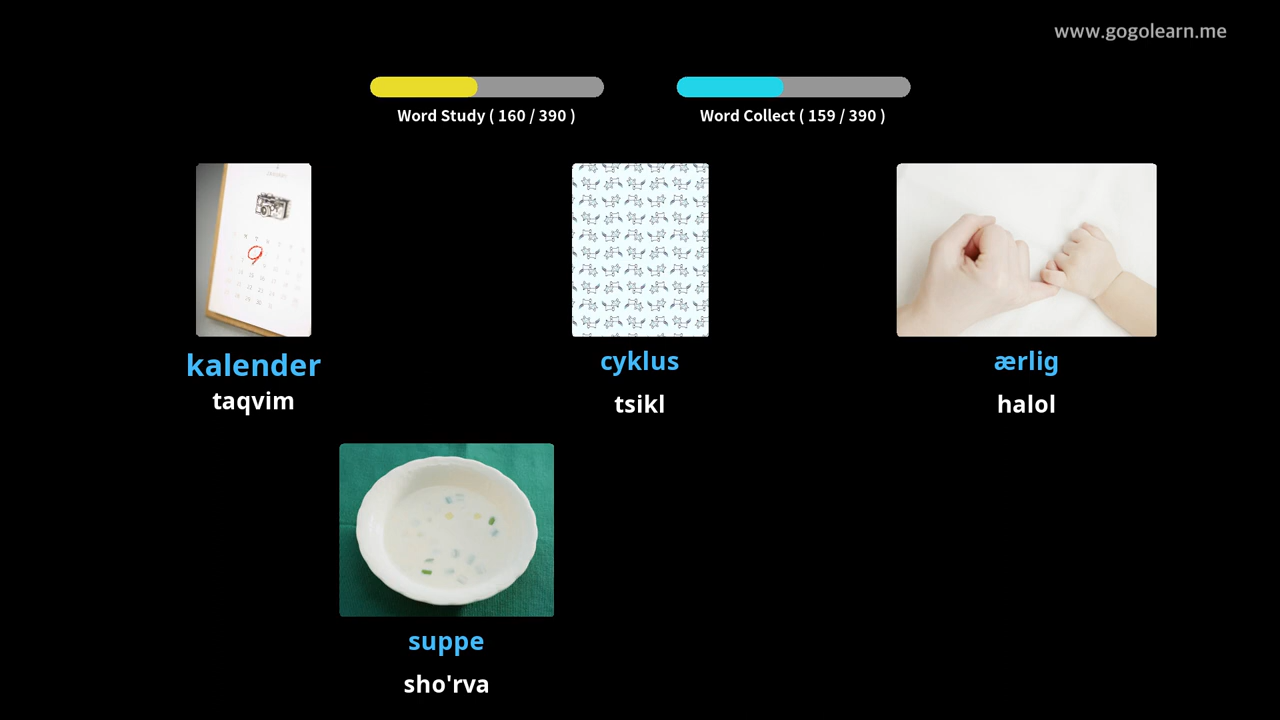 www.gogolearn.me
Word Study ( 160 / 390 )
Word Collect ( 159 / 390 )
kalender
taqvim
cyklus
tsikl
ærlig
halol
suppe
sho'rva